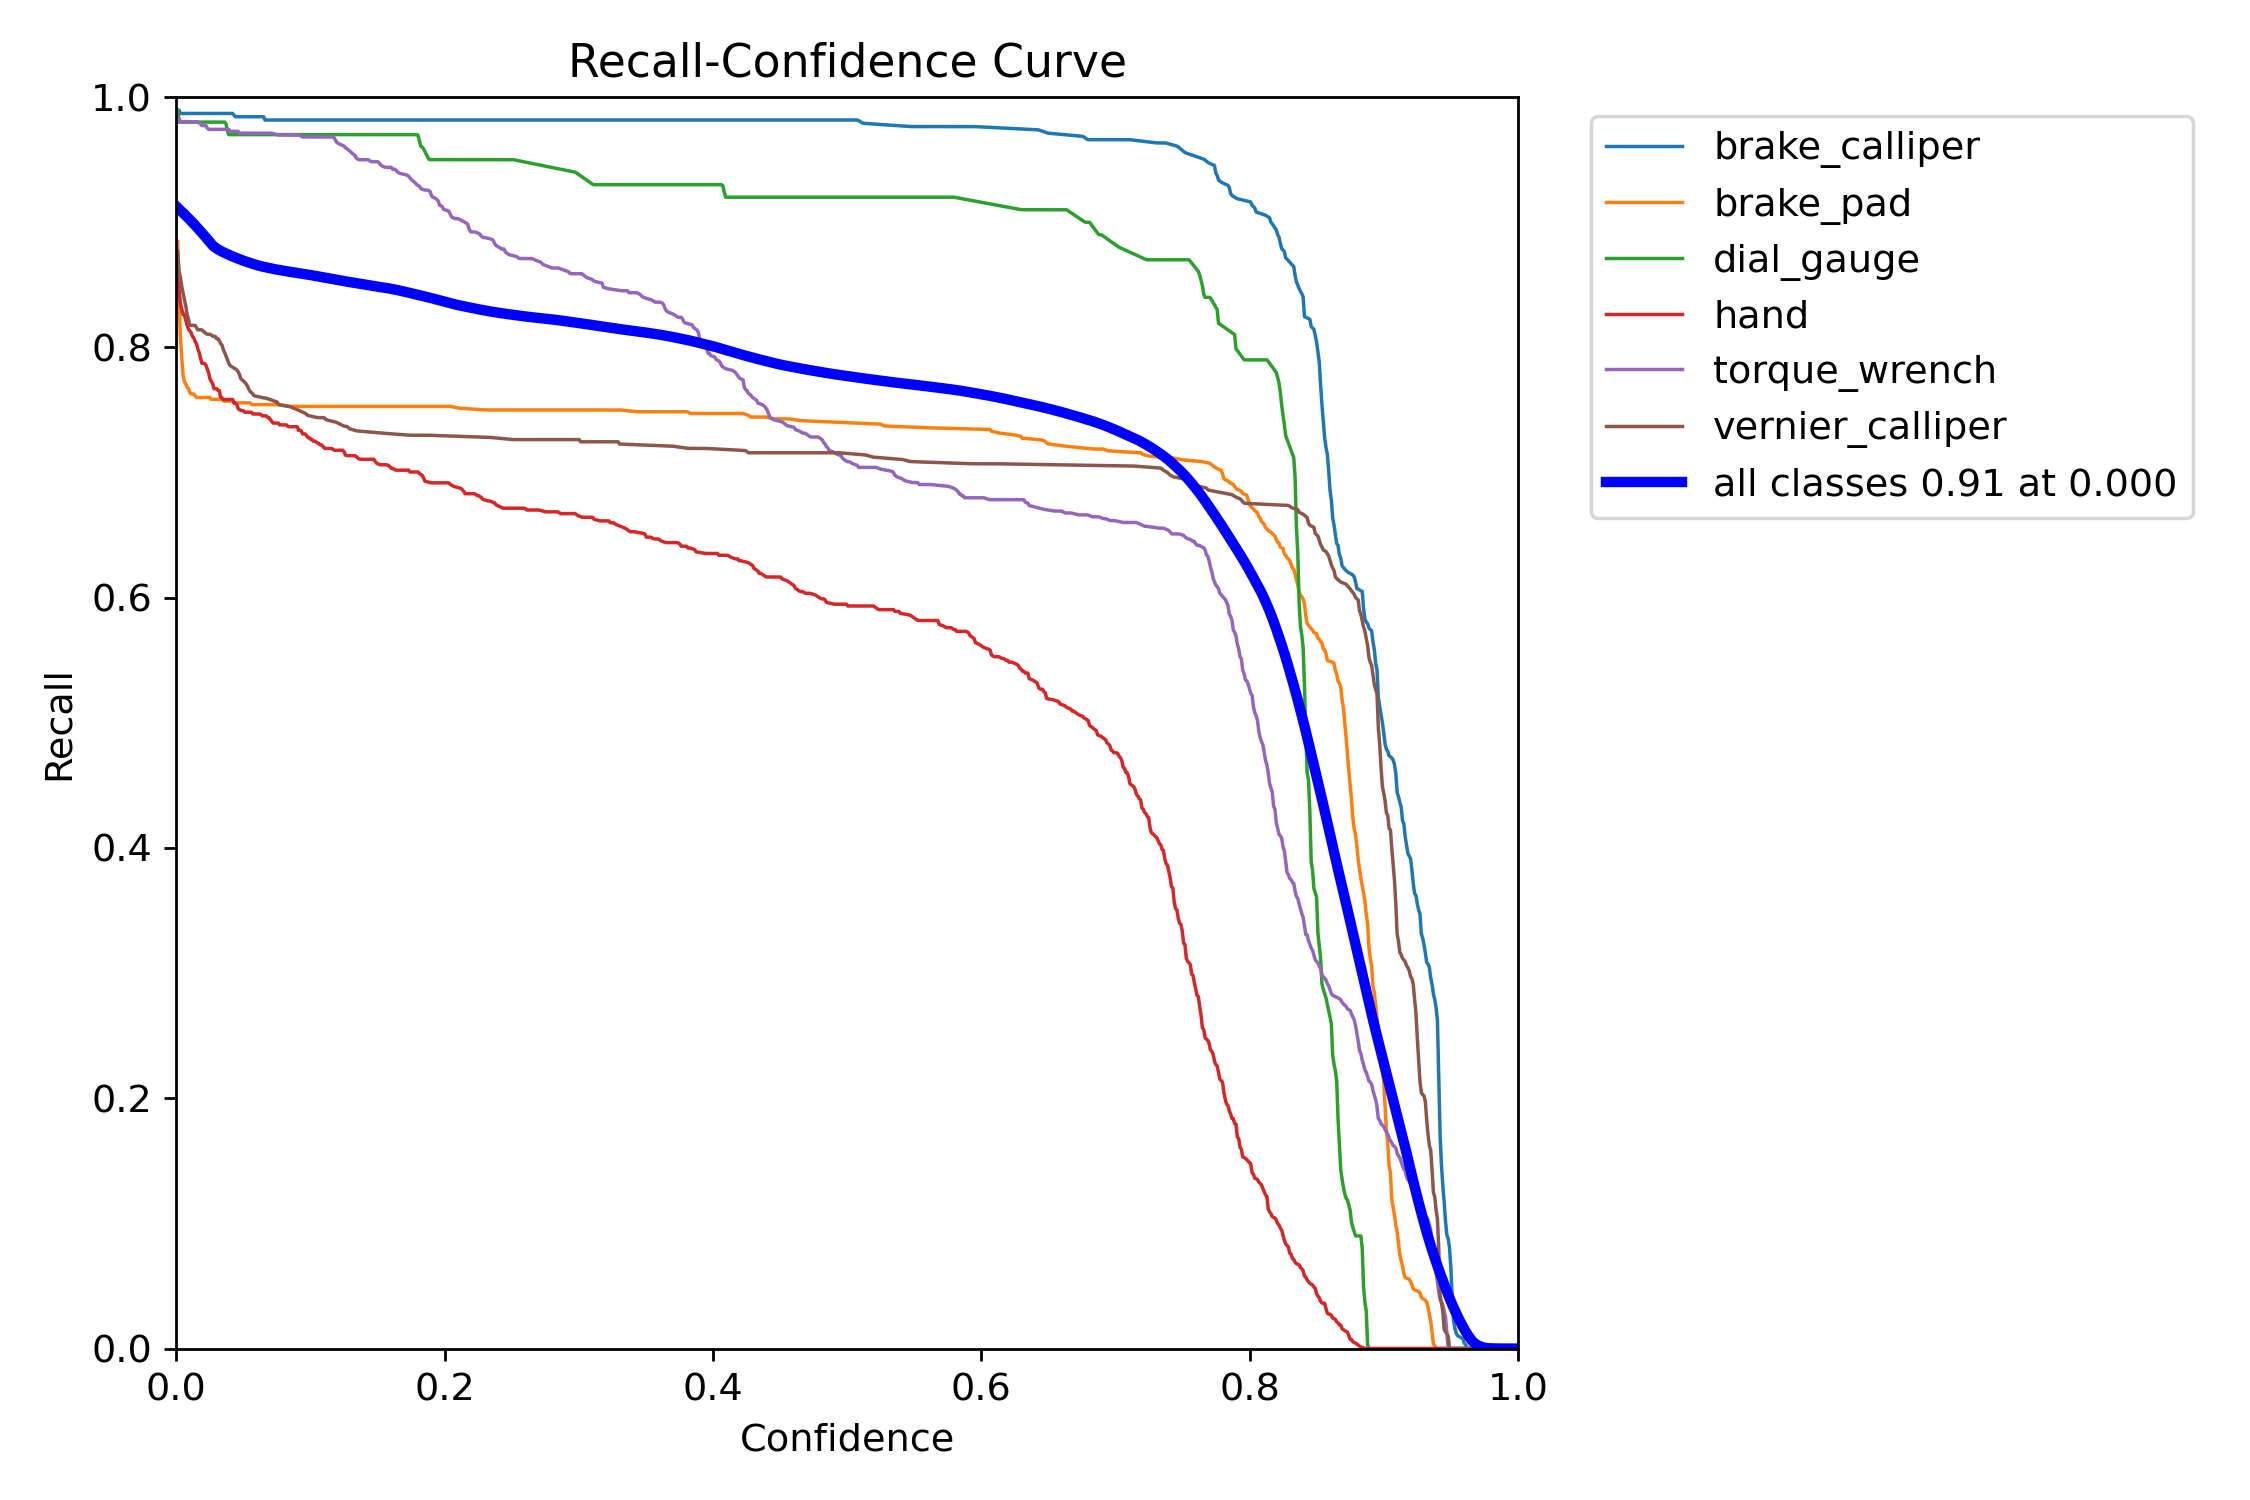 Recall-Confidence Curve
1.0
0.8
0.6
0.4
0.2
0.0
Recall
0.0 0.2 0.4 0.6 0.8 1.0
Confidence
brake_calliper
brake_pad
dial_gauge
hand
torque_wrench
vernier_calliper
all classes 0.91 at 0.000